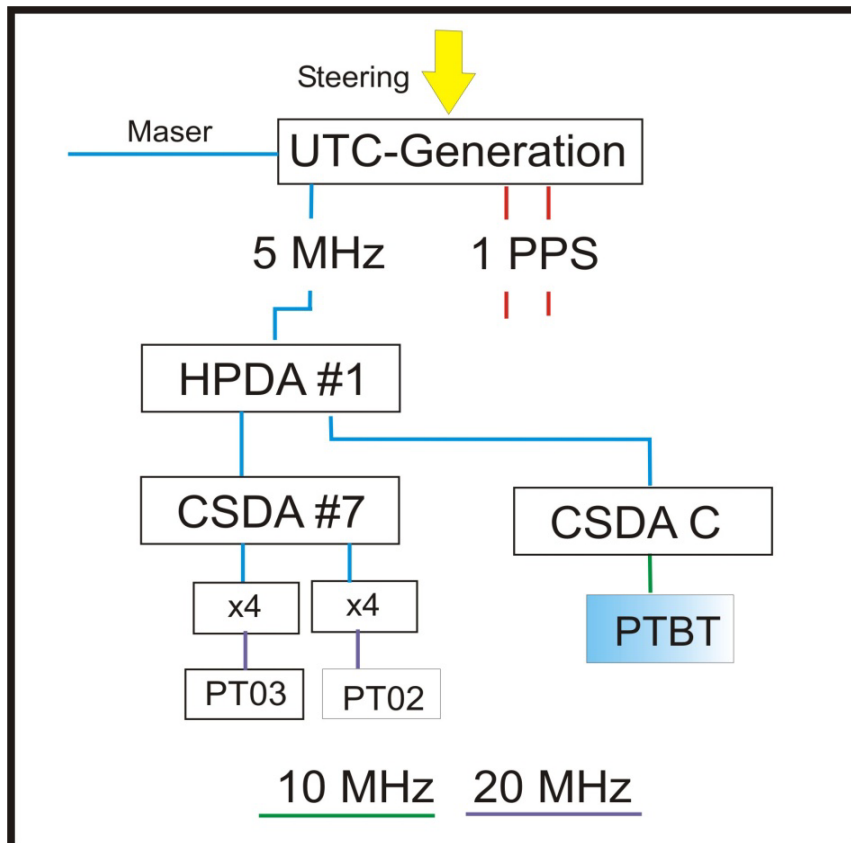 Steering
Maser
UTC-Generation
5 MHz
1 PPS
HPDA #1
CSDA #7
CSDA C
x4
x4
PTBT
PT03
PT02
10 MHz
20 MHz